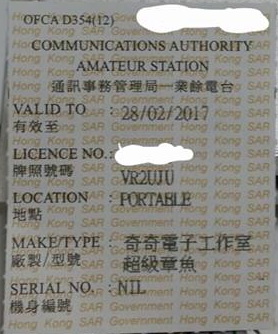 OFCA D354(12)
COMMUNICATIONS AUTHORITY
AMATEUR STATION
通訊事務管理局－業餘電台
VALID TO : 28/02/2017
有效至
LICENCE NO. :
牌照號碼
VR2UJU
LOCATION : PORTABLE
地點
MAKE/TYPE : 奇奇電子工作室
廠製/型號 超級章魚
SERIAL NO. : NIL
機身編號